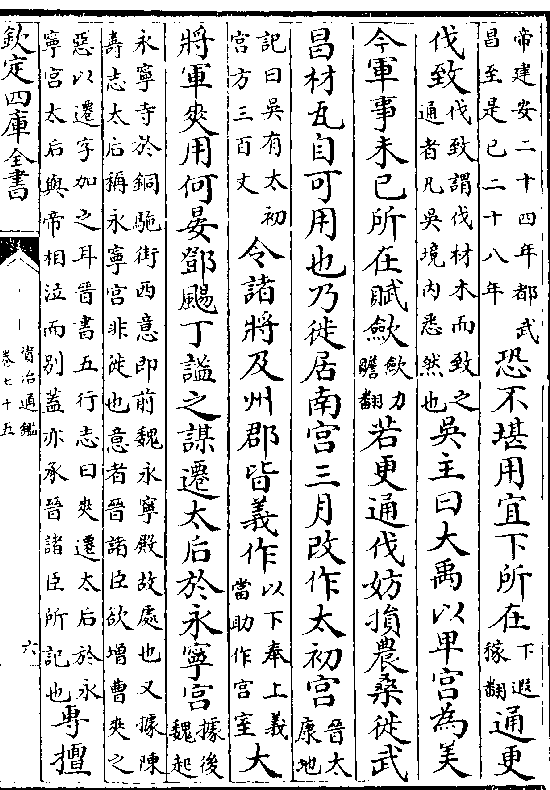 帝建安二十四年都武
昌至是已二十八年
恐不堪用宜下所在
下遐
稼翻
通更
伐致
伐致謂伐材木而致之
通者凡吳境内悉然也
吳主曰大禹以卑宮為美
今軍事未已所在賦歛
歛力
贍翻
若更通伐妨損農桑徙武
昌材瓦自可用也乃徙居南宮三月改作太初宮
晉太
康地
記曰吳有太初
宮方三百丈
令諸將及州郡皆義作
以下奉上義
當助作宮室
大
將軍爽用何晏鄧颺丁謐之謀遷太后於永寧宮
據後
魏起
永寧寺於銅駞街西意即前魏永寧殿故處也又據陳
壽志太后稱永寧宮非徙也意者晉諸臣欲增曹爽之
惡以遷字加之耳晉書五行志曰爽遷太后於永
寧宮太后與帝相泣而别蓋亦承晉諸臣所記也
專擅
欽定四庫全書
資治通鑑
卷七十五
六